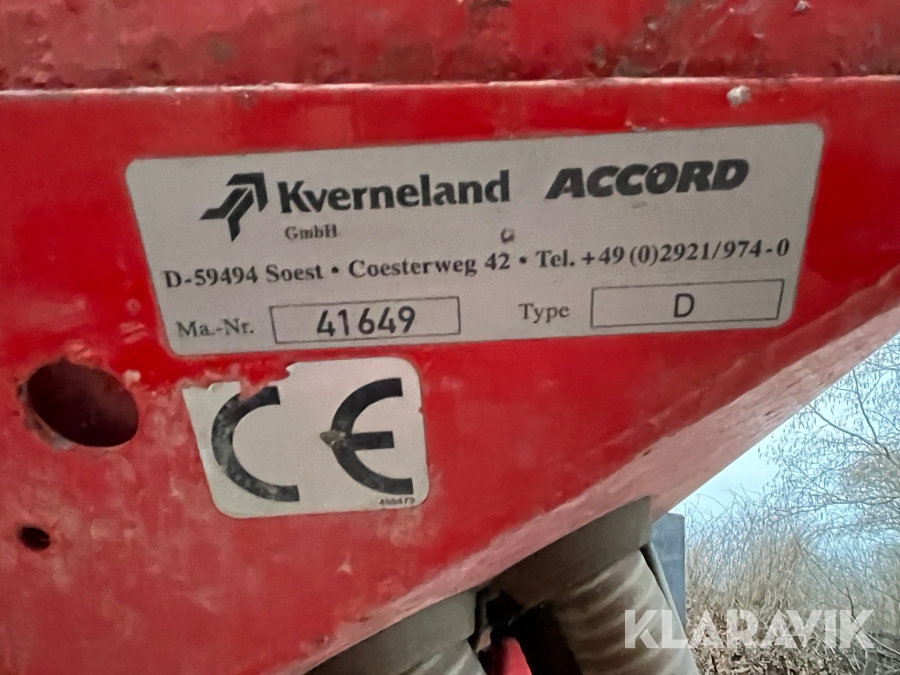 Kverneland ACCORD
GmbH
D-59494 Soest • Coesterweg 42 • Tel. +49 (0)2921/974-0
Ma.-Nr. 41649 Type D
CE
KLARAVIK